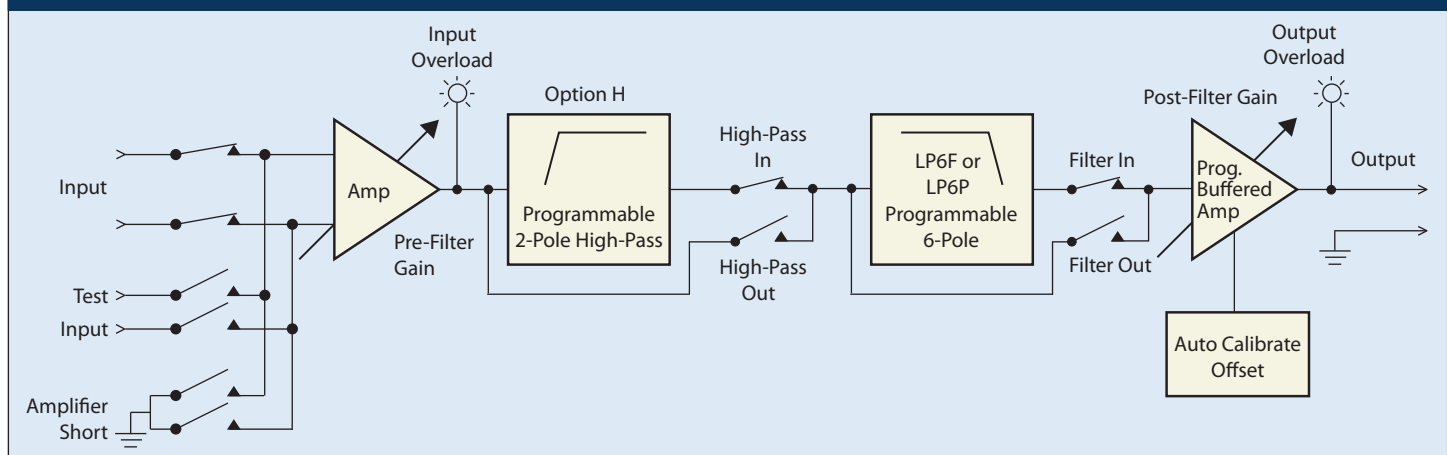 Input
Overload
Output
Overload
Option H
Post-Filter Gain
High-Pass
In
LP6F or
LP6P
Programmable
6-Pole
Filter In
Prog.
Buffered
Amp
Output
Input
Amp
Programmable
2-Pole High-Pass
Pre-Filter
Gain
High-Pass
Out
Filter Out
Test
Input
Auto Calibrate
Offset
Amplifier
Short